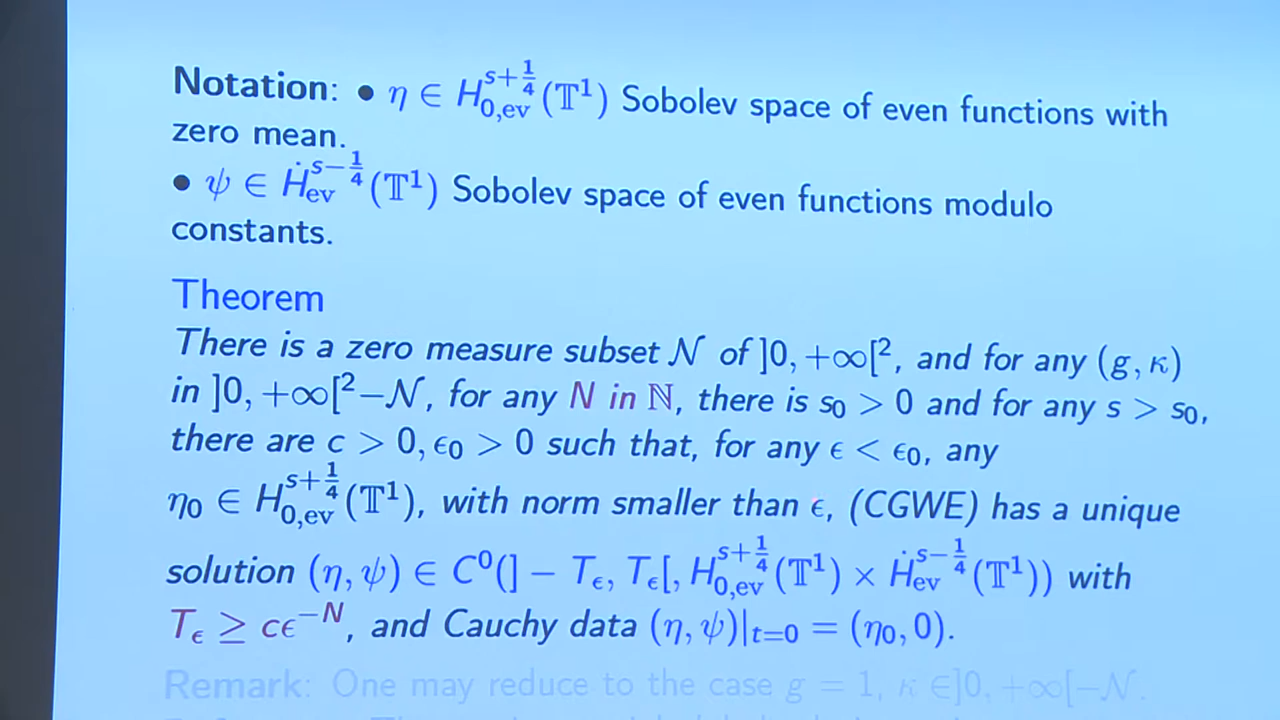 Notation: • η ∈ H_{0,ev}^{s+1/4}(𝕋¹) Sobolev space of even functions with
zero mean.
• ψ ∈ Ḣ_{ev}^{s−1/4}(𝕋¹) Sobolev space of even functions modulo
constants.
Theorem
There is a zero measure subset 𝒩 of ]0, +∞[², and for any (g, κ)
in ]0, +∞[²−𝒩, for any N in ℕ, there is s₀ > 0 and for any s > s₀,
there are c > 0, ϵ₀ > 0 such that, for any ϵ < ϵ₀, any
η₀ ∈ H_{0,ev}^{s+1/4}(𝕋¹), with norm smaller than ϵ, (CGWE) has a unique
solution (η, ψ) ∈ C⁰(] − T_ϵ, T_ϵ[, H_{0,ev}^{s+1/4}(𝕋¹) × Ḣ_{ev}^{s−1/4}(𝕋¹)) with
T_ϵ ≥ cϵ^{−N}, and Cauchy data (η, ψ)|_{t=0} = (η₀, 0).
Remark: One may reduce to the case g = 1, κ ∈]0, +∞[−𝒩.